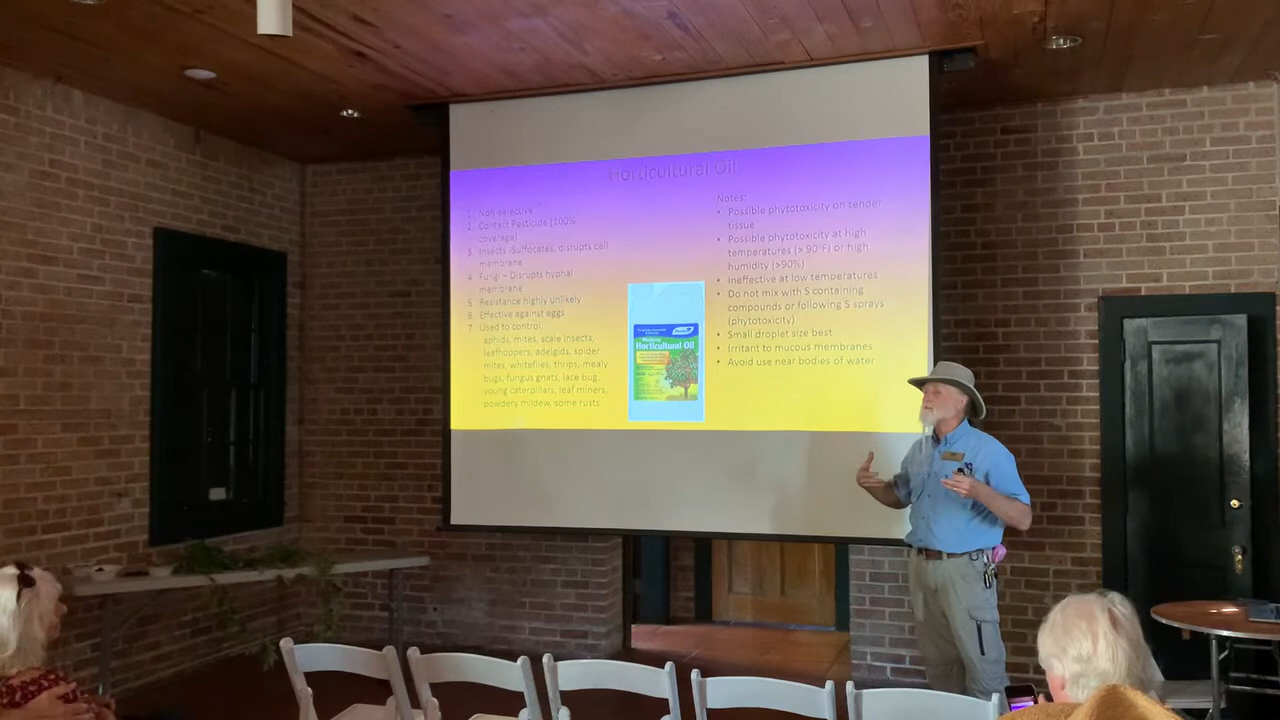 Horticultural Oil
1. Non-selective
2. Contact Pesticide (100%
coverage)
3. Insects -Suffocates, disrupts cell
membrane
4. Fungi – Disrupts hyphal
membrane
5. Resistance highly unlikely
6. Effective against eggs
7. Used to control:
aphids, mites, scale insects,
leafhoppers, adelgids, spider
mites, whiteflies, thrips, mealy
bugs, fungus gnats, lace bug,
young caterpillars, leaf miners,
powdery mildew, some rusts
Horticultural Oil
Notes:
• Possible phytotoxicity on tender
tissue
• Possible phytotoxicity at high
temperatures (> 90°F) or high
humidity (>90%)
• Ineffective at low temperatures
• Do not mix with S containing
compounds or following S sprays
(phytotoxicity)
• Small droplet size best
• Irritant to mucous membranes
• Avoid use near bodies of water